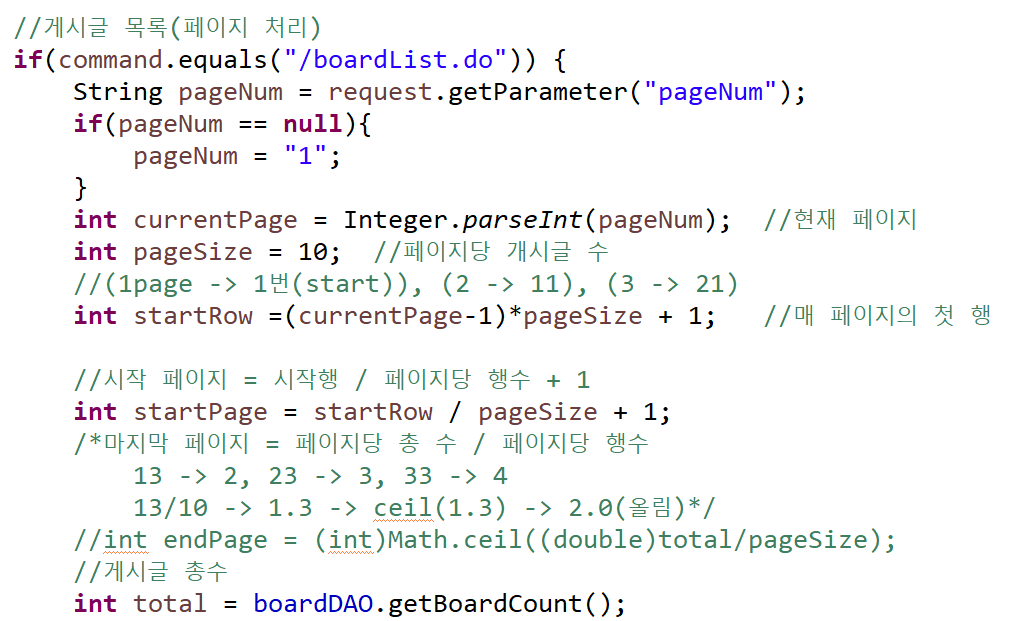 //게시글 목록(페이지 처리)
if(command.equals("/boardList.do")) {
String pageNum = request.getParameter("pageNum");
if(pageNum == null){
pageNum = "1";
}
int currentPage = Integer.parseInt(pageNum);  //현재 페이지
int pageSize = 10;  //페이지당 개시글 수
//(1page -> 1번(start)), (2 -> 11), (3 -> 21)
int startRow =(currentPage-1)*pageSize + 1;   //매 페이지의 첫 행
//시작 페이지 = 시작행 / 페이지당 행수 + 1
int startPage = startRow / pageSize + 1;
/*마지막 페이지 = 페이지당 총 수 / 페이지당 행수
13 -> 2, 23 -> 3, 33 -> 4
13/10 -> 1.3 -> ceil(1.3) -> 2.0(올림)*/
//int endPage = (int)Math.ceil((double)total/pageSize);
//게시글 총수
int total = boardDAO.getBoardCount();